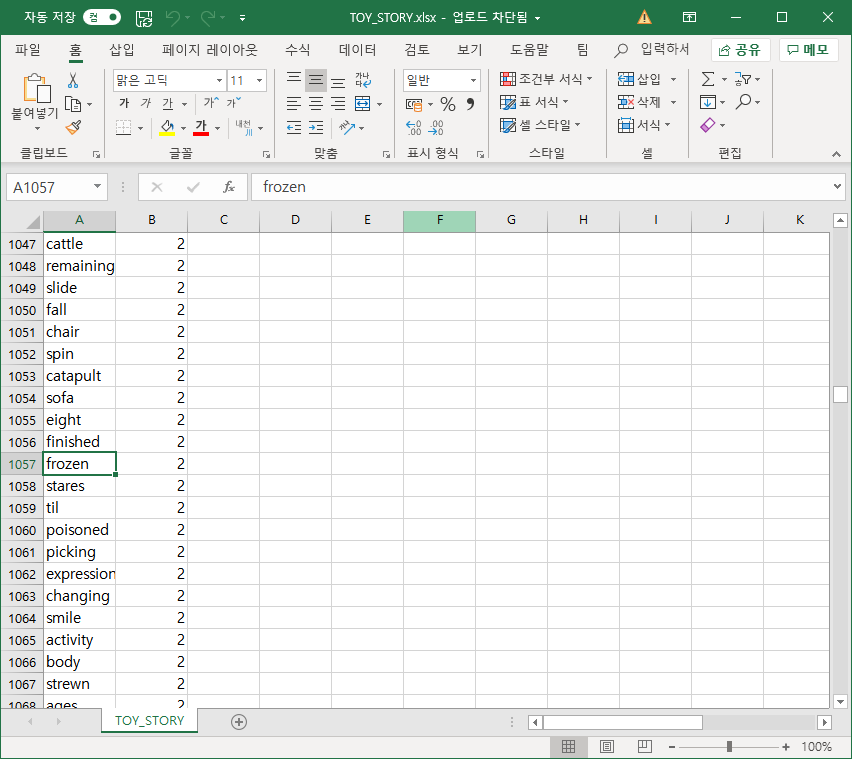 자동 저장 켬 TOY_STORY.xlsx - 업로드 차단됨
파일 홈 삽입 페이지 레이아웃 수식 데이터 검토 보기 도움말 팀 입력하세 공유 메모
붙여넣기
맑은 고딕 11
가 가 가 가 가
가 내천
가나다
일반
% 9
.00
.00
조건부 서식
표 서식
셀 스타일
삽입
삭제
서식
클립보드 글꼴 맞춤 표시 형식 스타일 셀 편집
A1057 fx frozen
A B C D E F G H I J K
1047 cattle 2
1048 remaining 2
1049 slide 2
1050 fall 2
1051 chair 2
1052 spin 2
1053 catapult 2
1054 sofa 2
1055 eight 2
1056 finished 2
1057 frozen 2
1058 stares 2
1059 til 2
1060 poisoned 2
1061 picking 2
1062 expression 2
1063 changing 2
1064 smile 2
1065 activity 2
1066 body 2
1067 strewn 2
1068 ages 2
TOY_STORY
100%